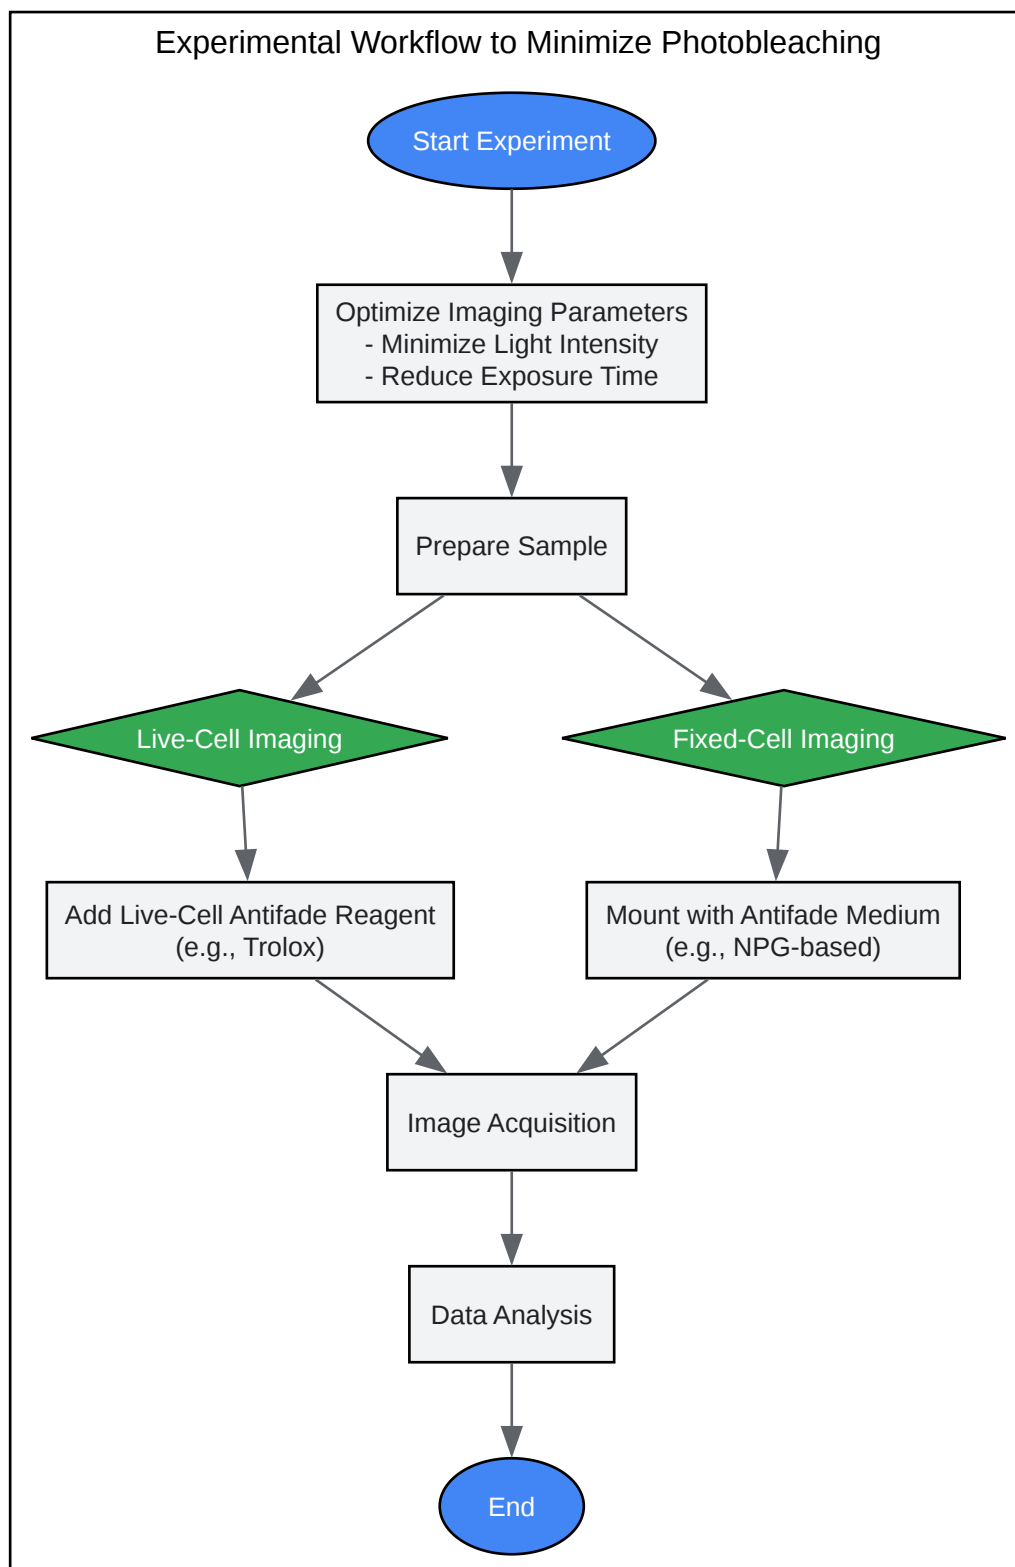 Experimental Workflow to Minimize Photobleaching
Start Experiment
Optimize Imaging Parameters
- Minimize Light Intensity
- Reduce Exposure Time
Prepare Sample
Live-Cell Imaging
Fixed-Cell Imaging
Add Live-Cell Antifade Reagent
(e.g., Trolox)
Mount with Antifade Medium
(e.g., NPG-based)
Image Acquisition
Data Analysis
End